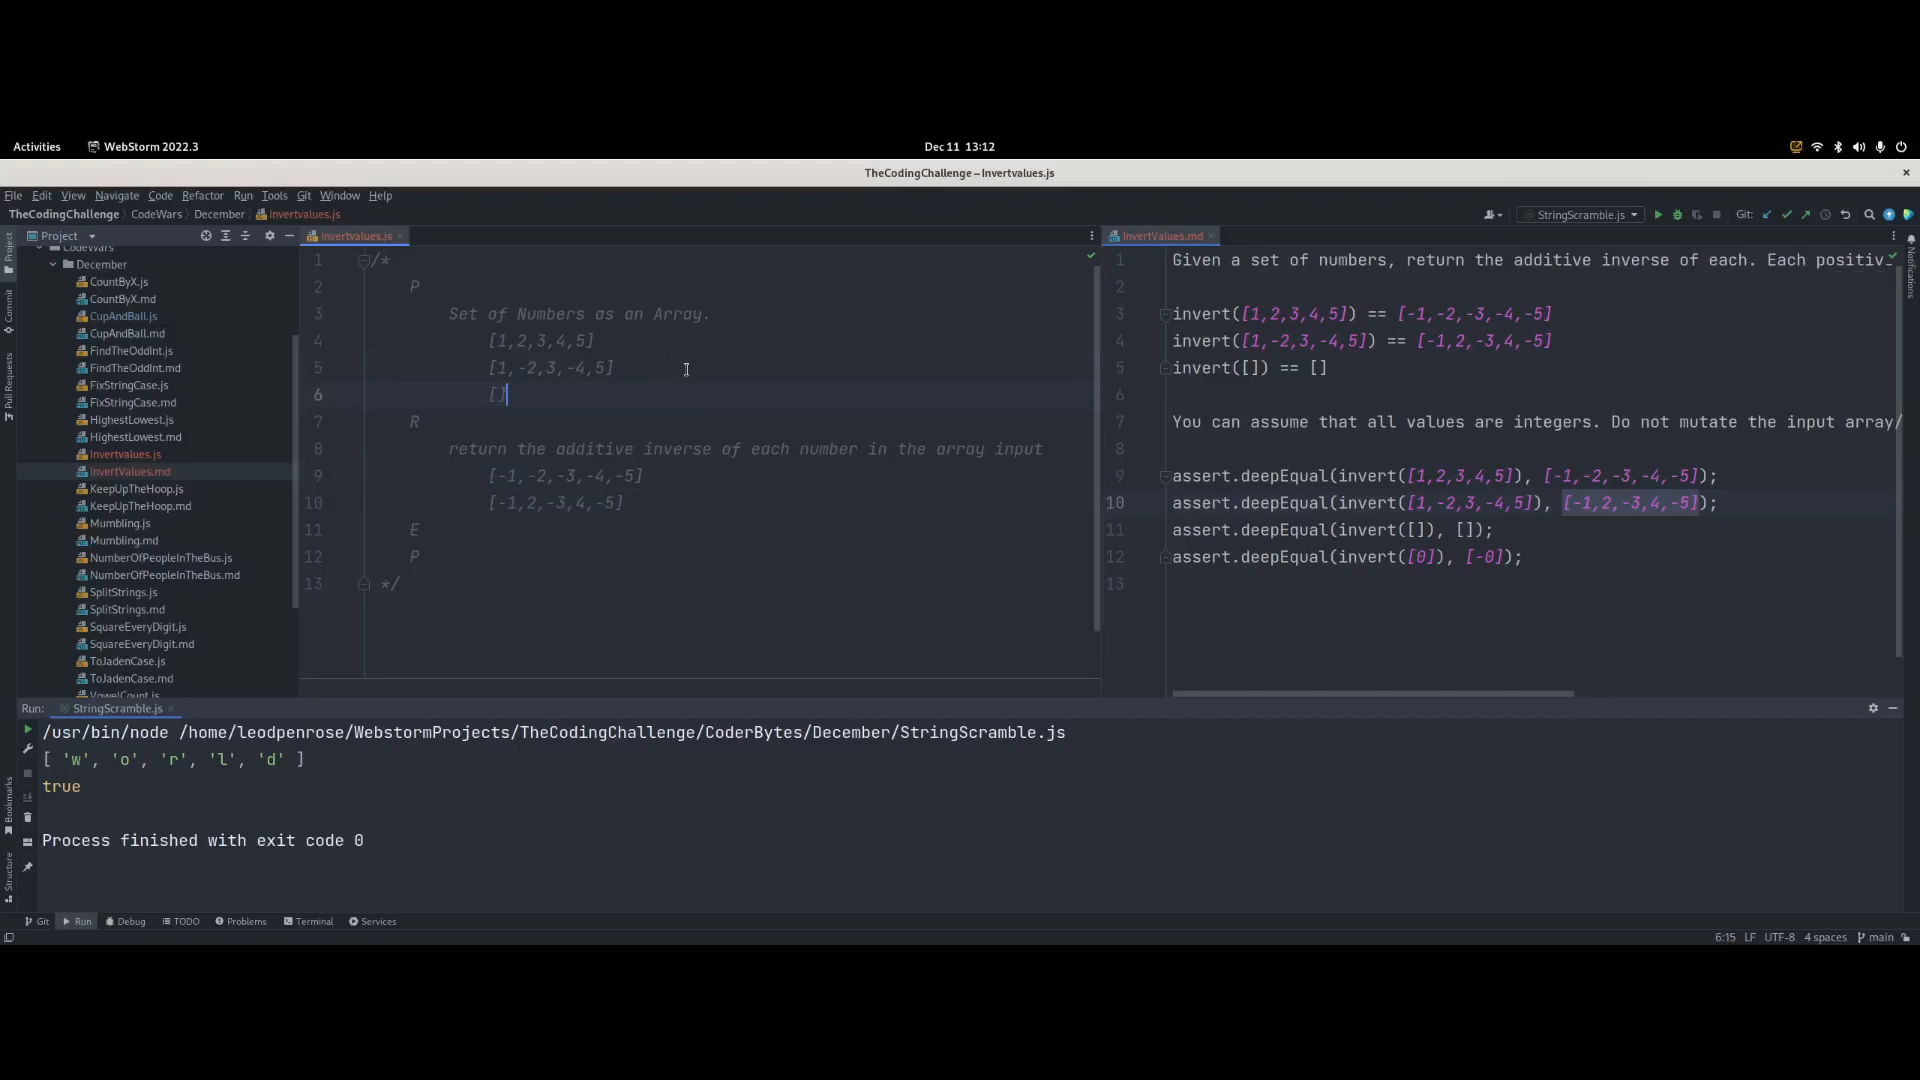 Activities WebStorm 2022.3 Dec 11 13:12
TheCodingChallenge – Invertvalues.js
File Edit View Navigate Code Refactor Run Tools Git Window Help
TheCodingChallenge CodeWars December Invertvalues.js StringScramble.js Git:
Project
CodeWars
December
CountByX.js
CountByX.md
CupAndBall.js
CupAndBall.md
FindTheOddInt.js
FindTheOddInt.md
FixStringCase.js
FixStringCase.md
HighestLowest.js
HighestLowest.md
Invertvalues.js
InvertValues.md
KeepUpTheHoop.js
KeepUpTheHoop.md
Mumbling.js
Mumbling.md
NumberOfPeopleInTheBus.js
NumberOfPeopleInTheBus.md
SplitStrings.js
SplitStrings.md
SquareEveryDigit.js
SquareEveryDigit.md
ToJadenCase.js
ToJadenCase.md
VowelCount.js
Invertvalues.js
1 /*
2 P
3 Set of Numbers as an Array.
4 [1,2,3,4,5]
5 [1,-2,3,-4,5]
6 []
7 R
8 return the additive inverse of each number in the array input
9 [-1,-2,-3,-4,-5]
10 [-1,2,-3,4,-5]
11 E
12 P
13 */
InvertValues.md
1 Given a set of numbers, return the additive inverse of each. Each positiv
2
3 invert([1,2,3,4,5]) == [-1,-2,-3,-4,-5]
4 invert([1,-2,3,-4,5]) == [-1,2,-3,4,-5]
5 invert([]) == []
6
7 You can assume that all values are integers. Do not mutate the input array/
8
9 assert.deepEqual(invert([1,2,3,4,5]), [-1,-2,-3,-4,-5]);
10 assert.deepEqual(invert([1,-2,3,-4,5]), [-1,2,-3,4,-5]);
11 assert.deepEqual(invert([]), []);
12 assert.deepEqual(invert([0]), [-0]);
13
Project
Commit
Pull Requests
Bookmarks
Structure
Notifications
Run: StringScramble.js
/usr/bin/node /home/leodpenrose/WebstormProjects/TheCodingChallenge/CoderBytes/December/StringScramble.js
[ 'w', 'o', 'r', 'l', 'd' ]
true
Process finished with exit code 0
Git Run Debug TODO Problems Terminal Services
6:15 LF UTF-8 4 spaces main